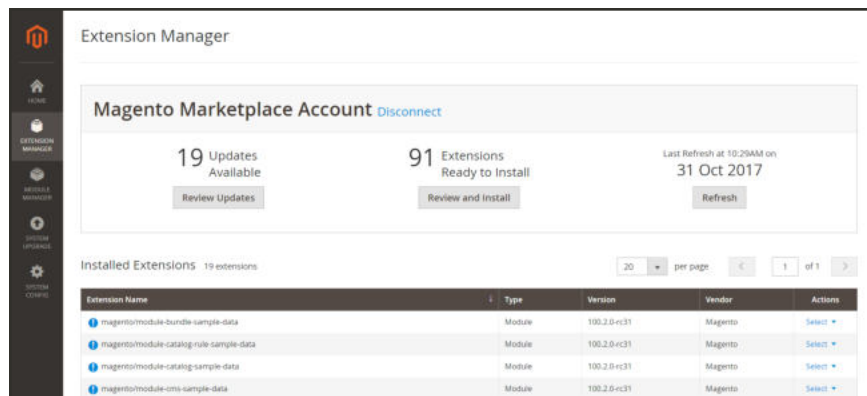 Extension Manager
HOME
EXTENSION
MANAGER
MODULE
MANAGER
SYSTEM
UPGRADE
SYSTEM
CONFIG
Magento Marketplace Account Disconnect
19 Updates
Available
Review Updates
91 Extensions
Ready to Install
Review and Install
Last Refresh at 10:29AM on
31 Oct 2017
Refresh
Installed Extensions 19 extensions
20 per page 1 of 1
Extension Name Type Version Vendor Actions
magento/module-bundle-sample-data Module 100.2.0-rc31 Magento Select
magento/module-catalog-rule-sample-data Module 100.2.0-rc31 Magento Select
magento/module-catalog-sample-data Module 100.2.0-rc31 Magento Select
magento/module-cms-sample-data Module 100.2.0-rc31 Magento Select